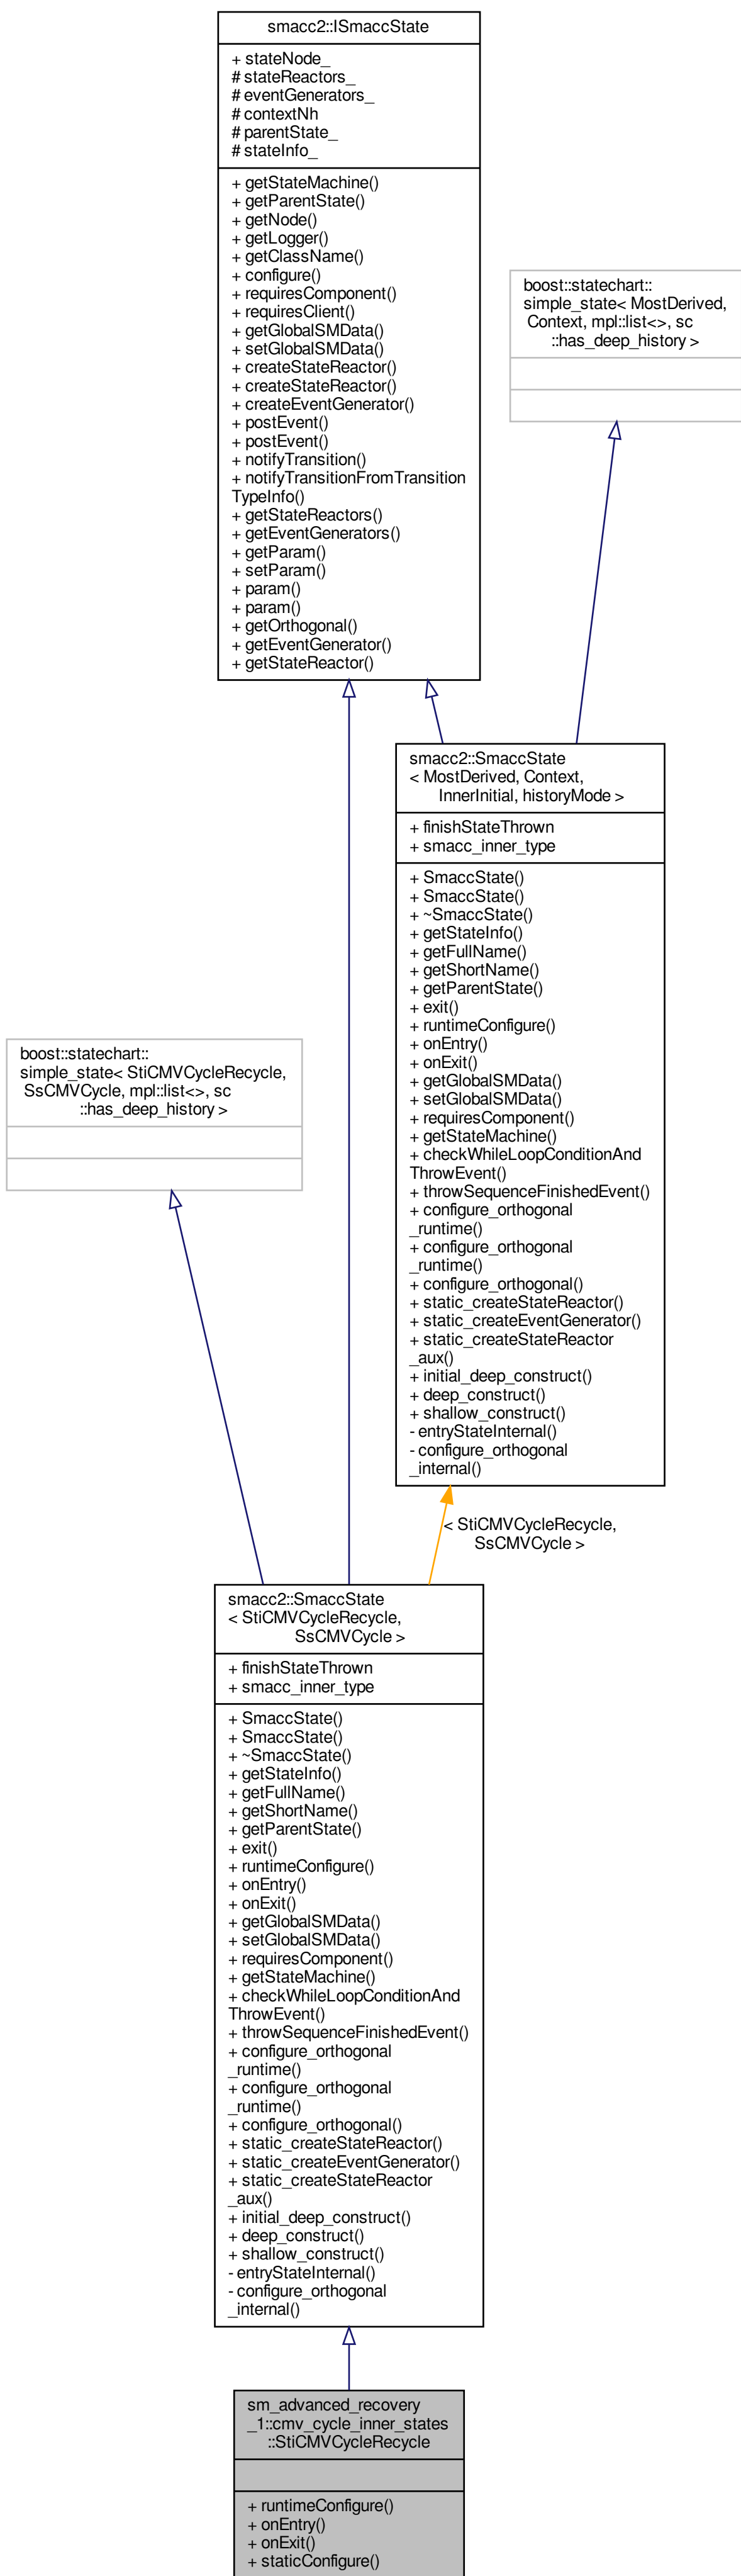 smacc2::ISmaccState
+ stateNode_
# stateReactors_
# eventGenerators_
# contextNh
# parentState_
# stateInfo_
+ getStateMachine()
+ getParentState()
+ getNode()
+ getLogger()
+ getClassName()
+ configure()
+ requiresComponent()
+ requiresClient()
+ getGlobalSMData()
+ setGlobalSMData()
+ createStateReactor()
+ createStateReactor()
+ createEventGenerator()
+ postEvent()
+ postEvent()
+ notifyTransition()
+ notifyTransitionFromTransition
TypeInfo()
+ getStateReactors()
+ getEventGenerators()
+ getParam()
+ setParam()
+ param()
+ param()
+ getOrthogonal()
+ getEventGenerator()
+ getStateReactor()
boost::statechart::
simple_state< MostDerived,
Context, mpl::list<>, sc
::has_deep_history >
smacc2::SmaccState
< MostDerived, Context,
InnerInitial, historyMode >
+ finishStateThrown
+ smacc_inner_type
+ SmaccState()
+ SmaccState()
+ ~SmaccState()
+ getStateInfo()
+ getFullName()
+ getShortName()
+ getParentState()
+ exit()
+ runtimeConfigure()
+ onEntry()
+ onExit()
+ getGlobalSMData()
+ setGlobalSMData()
+ requiresComponent()
+ getStateMachine()
+ checkWhileLoopConditionAnd
ThrowEvent()
+ throwSequenceFinishedEvent()
+ configure_orthogonal
_runtime()
+ configure_orthogonal
_runtime()
+ configure_orthogonal()
+ static_createStateReactor()
+ static_createEventGenerator()
+ static_createStateReactor
_aux()
+ initial_deep_construct()
+ deep_construct()
+ shallow_construct()
- entryStateInternal()
- configure_orthogonal
_internal()
boost::statechart::
simple_state< StiCMVCycleRecycle,
SsCMVCycle, mpl::list<>, sc
::has_deep_history >
< StiCMVCycleRecycle,
SsCMVCycle >
smacc2::SmaccState
< StiCMVCycleRecycle,
SsCMVCycle >
+ finishStateThrown
+ smacc_inner_type
+ SmaccState()
+ SmaccState()
+ ~SmaccState()
+ getStateInfo()
+ getFullName()
+ getShortName()
+ getParentState()
+ exit()
+ runtimeConfigure()
+ onEntry()
+ onExit()
+ getGlobalSMData()
+ setGlobalSMData()
+ requiresComponent()
+ getStateMachine()
+ checkWhileLoopConditionAnd
ThrowEvent()
+ throwSequenceFinishedEvent()
+ configure_orthogonal
_runtime()
+ configure_orthogonal
_runtime()
+ configure_orthogonal()
+ static_createStateReactor()
+ static_createEventGenerator()
+ static_createStateReactor
_aux()
+ initial_deep_construct()
+ deep_construct()
+ shallow_construct()
- entryStateInternal()
- configure_orthogonal
_internal()
sm_advanced_recovery
_1::cmv_cycle_inner_states
::StiCMVCycleRecycle
+ runtimeConfigure()
+ onEntry()
+ onExit()
+ staticConfigure()